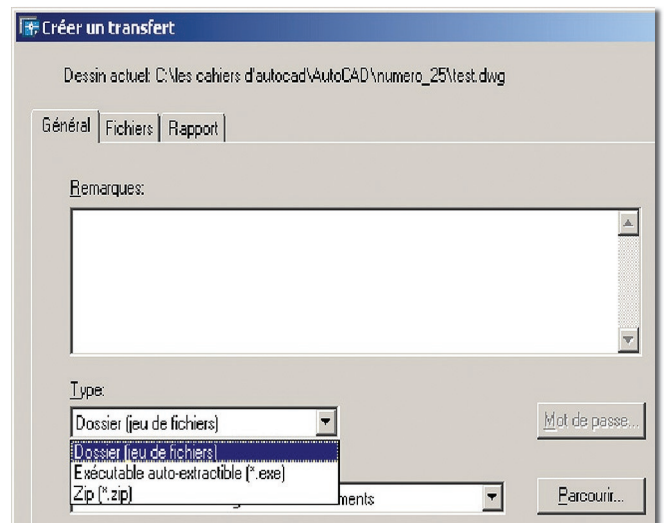 Créer un transfert
Dessin actuel: C:\les cahiers d'autocad\AutoCAD\numero_25\test.dwg
Général Fichiers Rapport
Remarques:
Type:
Dossier (jeu de fichiers)
Mot de passe...
Dossier (jeu de fichiers)
Exécutable auto-extractible (*.exe)
Zip (*.zip)
ments
Parcourir...